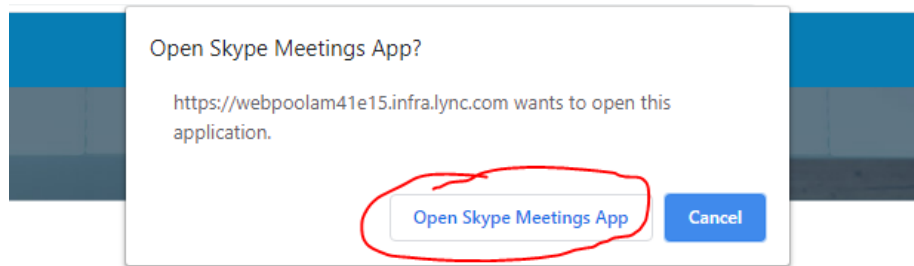 Open Skype Meetings App?
https://webpoolam41e15.infra.lync.com wants to open this
application.
Open Skype Meetings App
Cancel